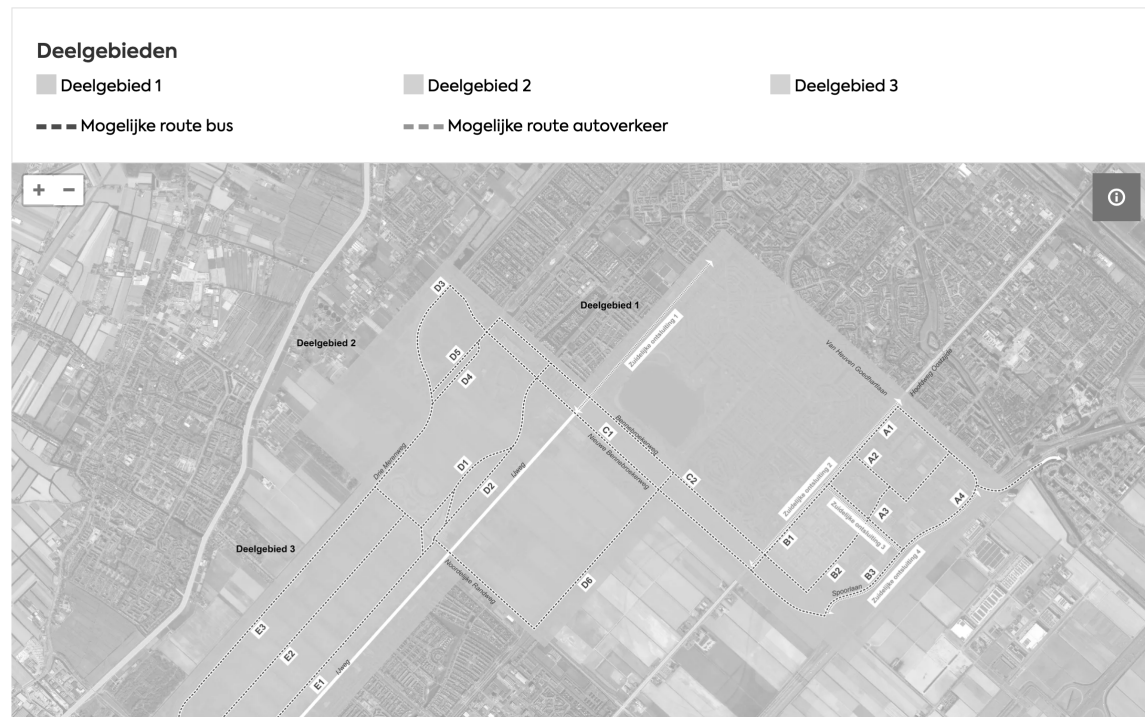 Deelgebieden
Deelgebied 1
Deelgebied 2
Deelgebied 3
Mogelijke route bus
Mogelijke route autoverkeer
+ −
D3
Deelgebied 1
Deelgebied 2
Zuidelijke ontsluiting 1
Van Heuven Goedhartlaan
Hoofdweg Oostzijde
D5
D4
Bennebroekerweg
C1
Nieuwe Bennebroekerweg
A1
A2
Drie Merenweg
D1
D2
IJweg
C2
Zuidelijke ontsluiting 2
A4
A3
Zuidelijke ontsluiting 3
B1
Deelgebied 3
B2
B3
Zuidelijke ontsluiting 4
Spoorlaan
Noordelijke Randweg
D6
E3
E2
E1
IJweg